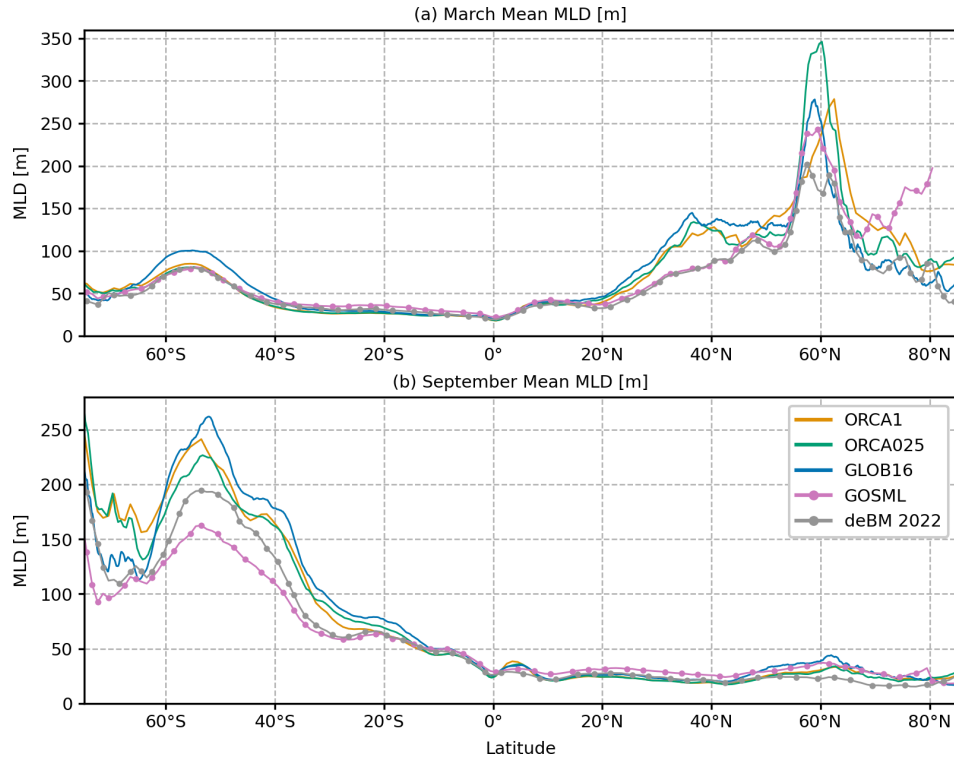 (a) March Mean MLD [m]
350
300
250
200
150
100
50
0
MLD [m]
60°S 40°S 20°S 0° 20°N 40°N 60°N 80°N
(b) September Mean MLD [m]
250
200
150
100
50
0
MLD [m]
ORCA1
ORCA025
GLOB16
GOSML
deBM 2022
60°S 40°S 20°S 0° 20°N 40°N 60°N 80°N
Latitude